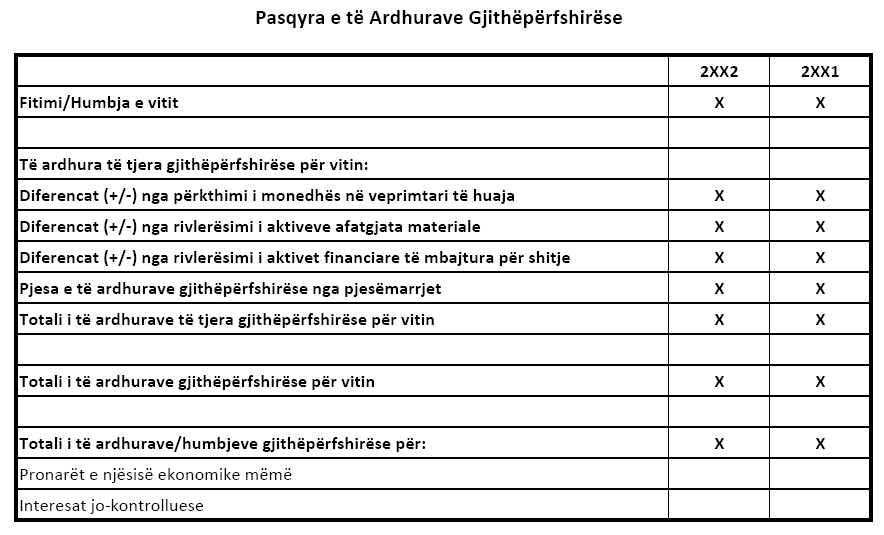 Pasqyra e të Ardhurave Gjithëpërfshirëse
2XX2 2XX1
Fitimi/Humbja e vitit X X
Të ardhura të tjera gjithëpërfshirëse për vitin:
Diferencat (+/-) nga përkthimi i monedhës në veprimtari të huaja X X
Diferencat (+/-) nga rivlerësimi i aktiveve afatgjata materiale X X
Diferencat (+/-) nga rivlerësimi i aktivet financiare të mbajtura për shitje X X
Pjesa e të ardhurave gjithëpërfshirëse nga pjesëmarrjet X X
Totali i të ardhurave të tjera gjithëpërfshirëse për vitin X X
Totali i të ardhurave gjithëpërfshirëse për vitin X X
Totali i të ardhurave/humbjeve gjithëpërfshirëse për: X X
Pronarët e njësisë ekonomike mëmë
Interesat jo-kontrolluese